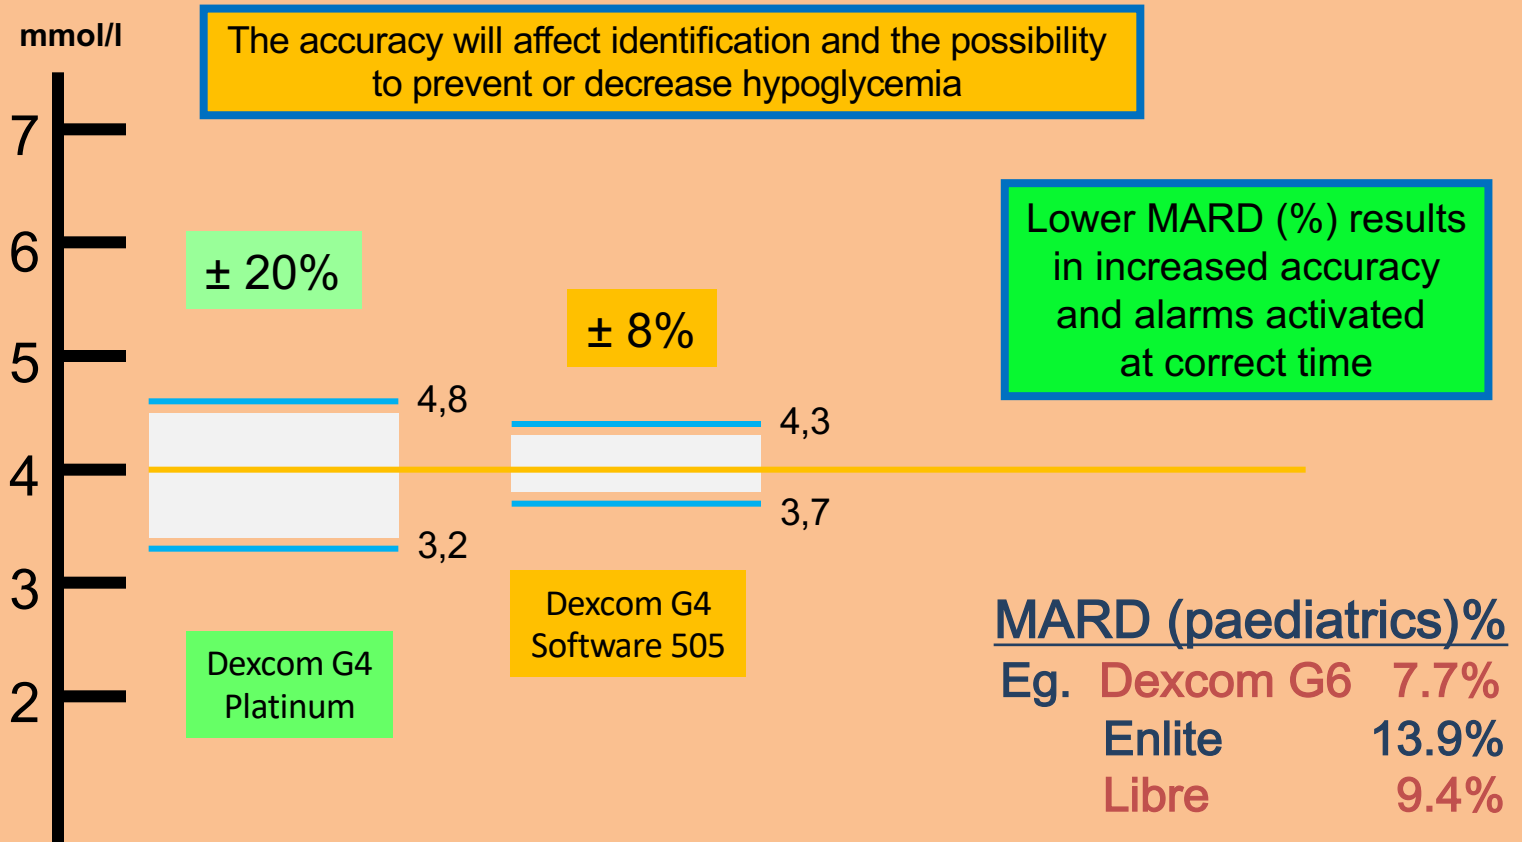 mmol/l
The accuracy will affect identification and the possibility
to prevent or decrease hypoglycemia
7
6
5
4
3
2
± 20%
4,8
3,2
Dexcom G4
Platinum
± 8%
4,3
3,7
Dexcom G4
Software 505
Lower MARD (%) results
in increased accuracy
and alarms activated
at correct time
MARD (paediatrics)%
Eg. Dexcom G6 7.7%
Enlite 13.9%
Libre 9.4%